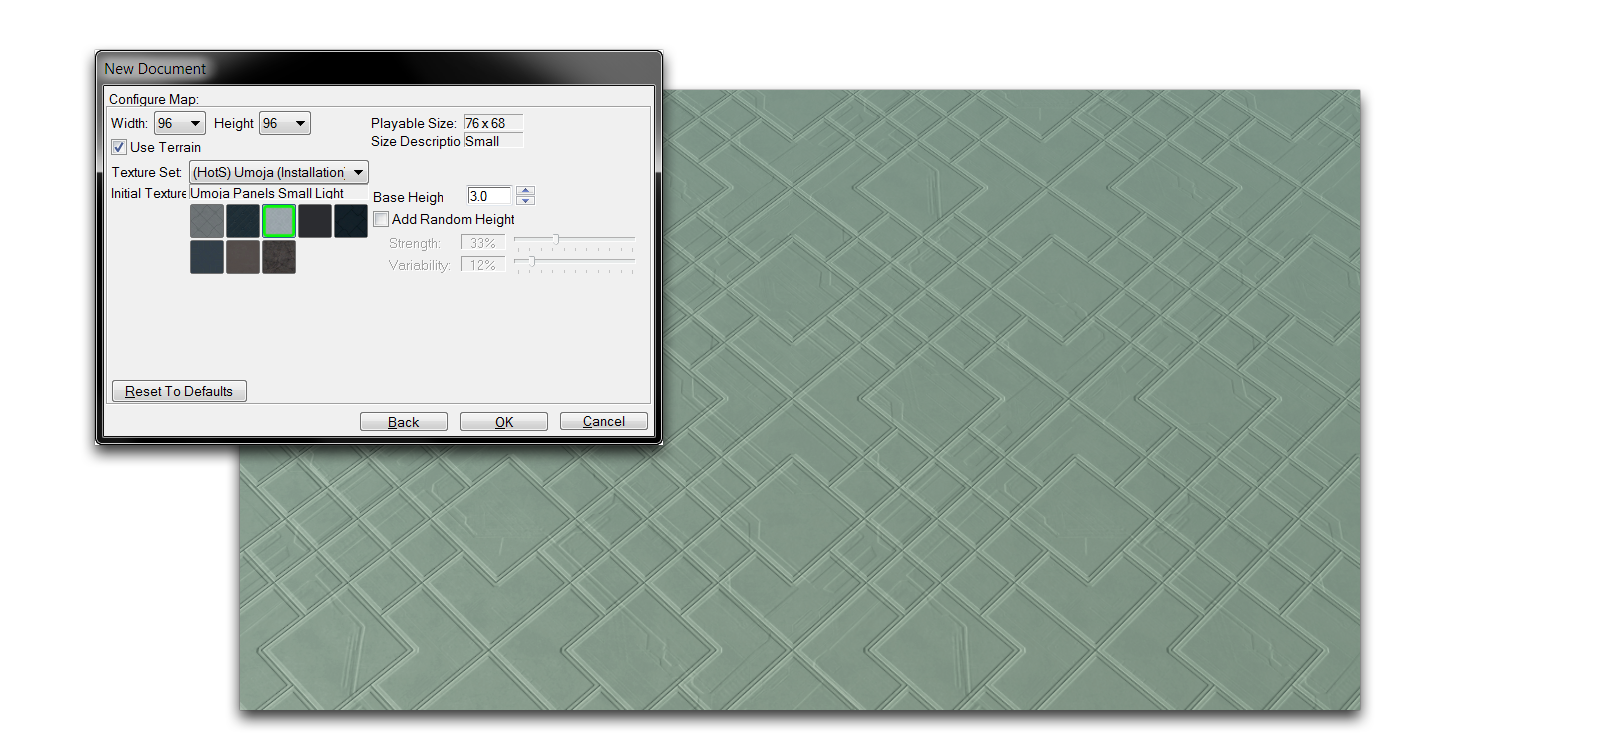 New Document
Configure Map:
Width: 96 Height 96 Playable Size: 76 x 68
Use Terrain Size Descriptio Small
Texture Set (HotS) Umoja (Installation)
Initial Texture Umoja Panels Small Light Base Heigh 3.0
Add Random Height
Strength: 33%
Variability: 12%
Reset To Defaults
Back OK Cancel